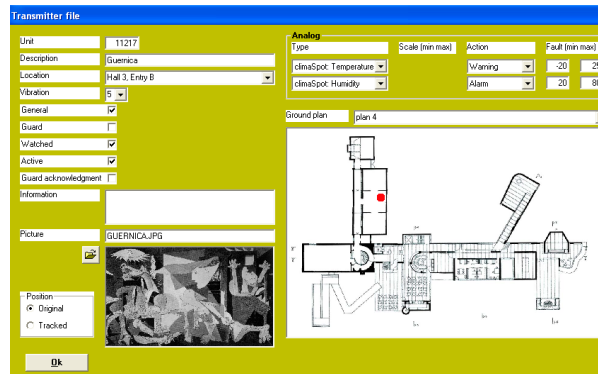 Transmitter file
Unit 11217
Description Guernica
Location Hall 3, Entry B
Vibration 5
General
Guard
Watched
Active
Guard acknowledgment
Information
Picture GUERNICA.JPG
Position
Original
Tracked
Ok
Analog
Type Scale (min max) Action Fault (min max)
climaSpot: Temperature Warning -20 25
climaSpot: Humidity Alarm 20 80
Ground plan plan 4